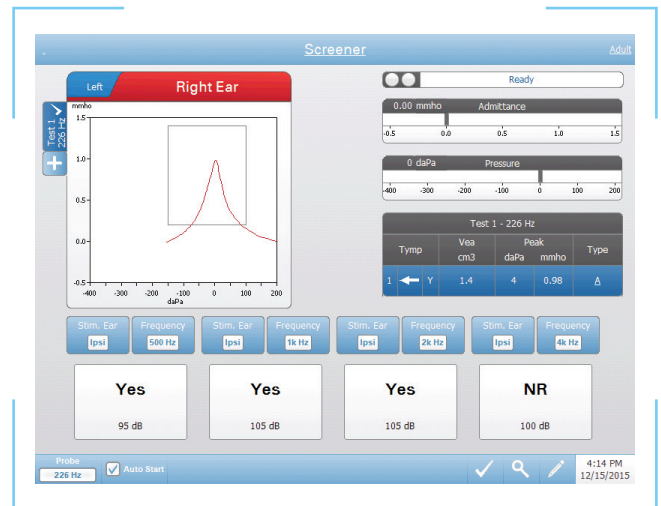 Screener
Adult
Left
Right Ear
Ready
Test 1
226 Hz
mmho
1.5
1.0
0.5
0.0
-0.5
-400 -300 -200 -100 0 100 200
daPa
0.00 mmho Admittance
-0.5 0.0 0.5 1.0 1.5
0 daPa Pressure
-400 -300 -200 -100 0 100 200
Test 1 - 226 Hz
Tymp Vea Peak Type
cm3 daPa mmho
1 Y 1.4 4 0.98 A
Stim. Ear Frequency Stim. Ear Frequency Stim. Ear Frequency Stim. Ear Frequency
Ipsi 500 Hz Ipsi 1k Hz Ipsi 2k Hz Ipsi 4k Hz
Yes Yes Yes NR
95 dB 105 dB 105 dB 100 dB
Probe
226 Hz
Auto Start
4:14 PM
12/15/2015